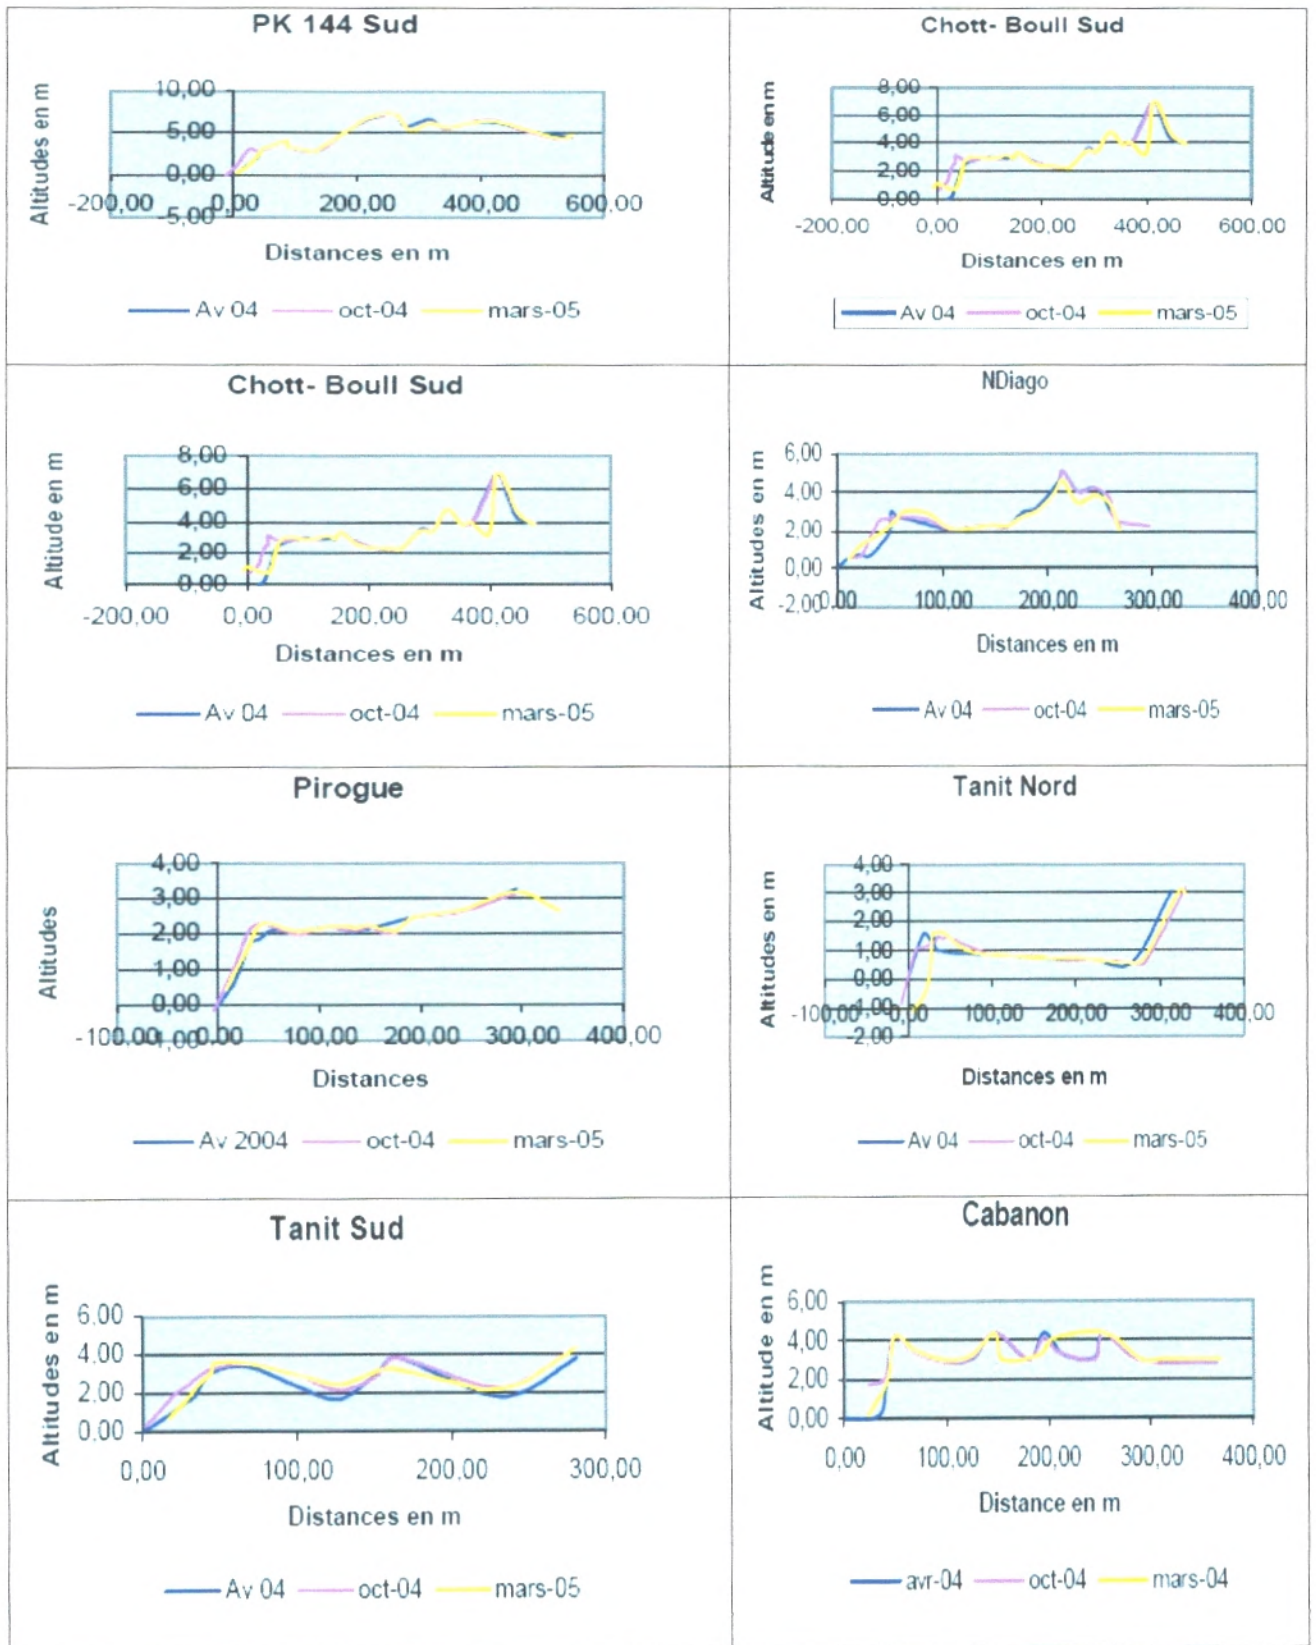 PK 144 Sud
Altitudes en m
10,00
5,00
0,00
-5,00
-200,00 0,00 200,00 400,00 600,00
Distances en m
Av 04 oct-04 mars-05
Chott- Boull Sud
Altitude en m
8,00
6,00
4,00
2,00
0,00
-200,00 0,00 200,00 400,00 600,00
Distances en m
Av 04 oct-04 mars-05
Chott- Boull Sud
Altitude en m
8,00
6,00
4,00
2,00
0,00
-200,00 0,00 200,00 400,00 600,00
Distances en m
Av 04 oct-04 mars-05
NDiago
Altitudes en m
6,00
4,00
2,00
0,00
-2,00
0,00 100,00 200,00 300,00 400,00
Distances en m
Av 04 oct-04 mars-05
Pirogue
Altitudes
4,00
3,00
2,00
1,00
0,00
-1,00
-100,00 0,00 100,00 200,00 300,00 400,00
Distances
Av 2004 oct-04 mars-05
Tanit Nord
Altitudes en m
4,00
3,00
2,00
1,00
0,00
-1,00
-2,00
-100,00 0,00 100,00 200,00 300,00 400,00
Distances en m
Av 04 oct-04 mars-05
Tanit Sud
Altitudes en m
6,00
4,00
2,00
0,00
0,00 100,00 200,00 300,00
Distances en m
Av 04 oct-04 mars-05
Cabanon
Altitude en m
6,00
4,00
2,00
0,00
0,00 100,00 200,00 300,00 400,00
Distance en m
avr-04 oct-04 mars-04